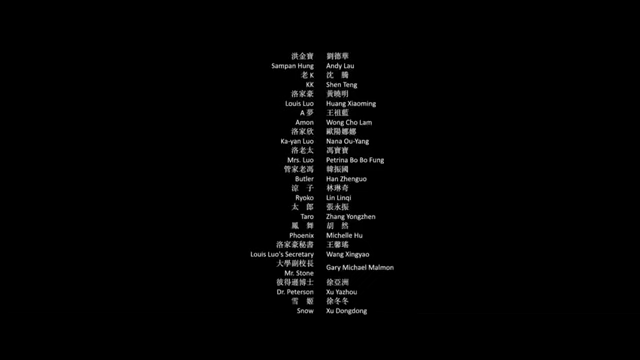 洪金寶 劉德華
Sampan Hung Andy Lau
老 K 沈 騰
KK Shen Teng
洛家豪 黃曉明
Louis Luo Huang Xiaoming
A 夢 王祖藍
Amon Wong Cho Lam
洛家欣 歐陽娜娜
Ka-yan Luo Nana Ou-Yang
洛老太 馮寶寶
Mrs. Luo Petrina Bo Bo Fung
管家老馮 韓振國
Butler Han Zhenguo
涼 子 林琳奇
Ryoko Lin Linqi
太 郎 張永振
Taro Zhang Yongzhen
鳳 舞 胡 然
Phoenix Michelle Hu
洛家豪秘書 王馨瑤
Louis Luo's Secretary Wang Xingyao
大學副校長
Mr. Stone Gary Michael Malmon
彼得遜博士 徐亞洲
Dr. Peterson Xu Yazhou
雪 姬 徐冬冬
Snow Xu Dongdong